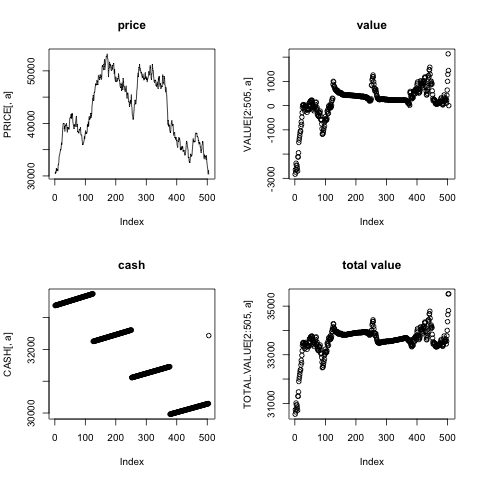 price
PRICE[, a]
30000 40000 50000
0 100 200 300 400 500
Index
value
VALUE[2:505, a]
-3000 -1000 0 1000
0 100 200 300 400 500
Index
cash
CASH[, a]
30000 32000
0 100 200 300 400 500
Index
total value
TOTAL.VALUE[2:505, a]
31000 33000 35000
0 100 200 300 400 500
Index